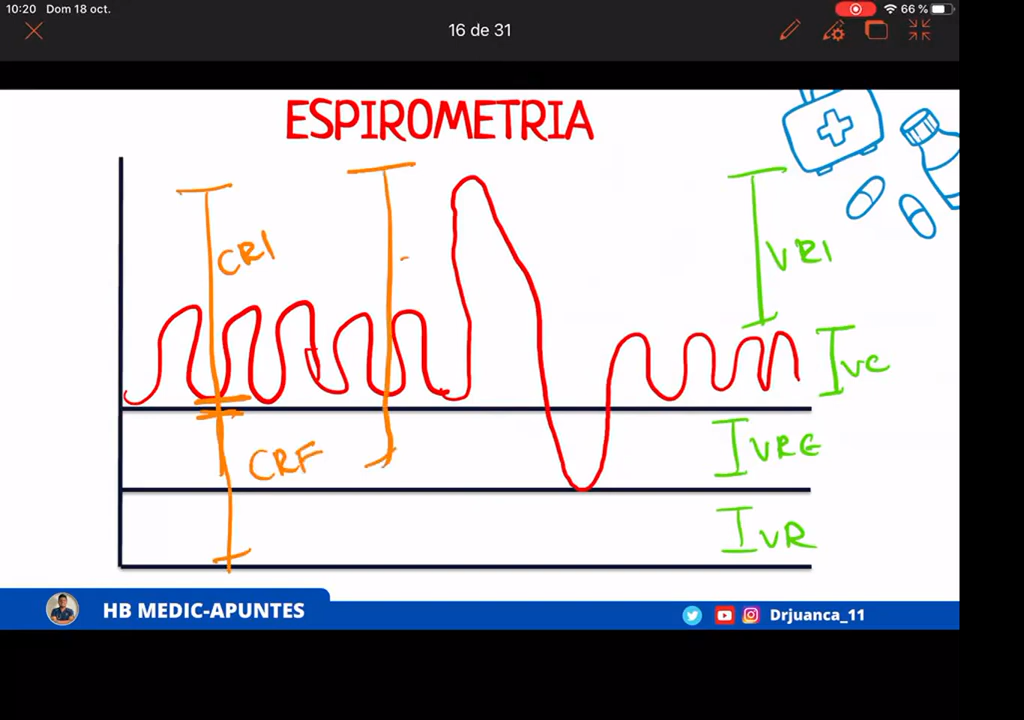 10:20 Dom 18 oct.
66 %
16 de 31
ESPIROMETRIA
CRI
VRI
VC
CRF
VRE
VR
HB MEDIC-APUNTES
Drjuanca_11